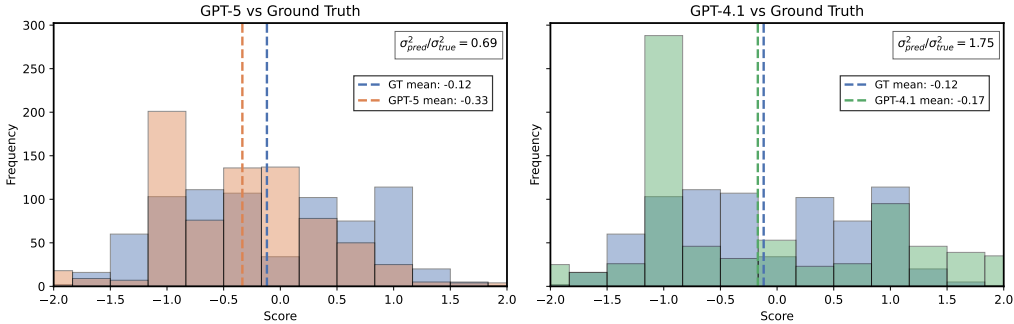 GPT-5 vs Ground Truth
300
250
200
150
100
50
0
Frequency
−2.0 −1.5 −1.0 −0.5 0.0 0.5 1.0 1.5 2.0
Score
σ²pred/σ²true = 0.69
GT mean: -0.12
GPT-5 mean: -0.33
GPT-4.1 vs Ground Truth
Frequency
−2.0 −1.5 −1.0 −0.5 0.0 0.5 1.0 1.5 2.0
Score
σ²pred/σ²true = 1.75
GT mean: -0.12
GPT-4.1 mean: -0.17